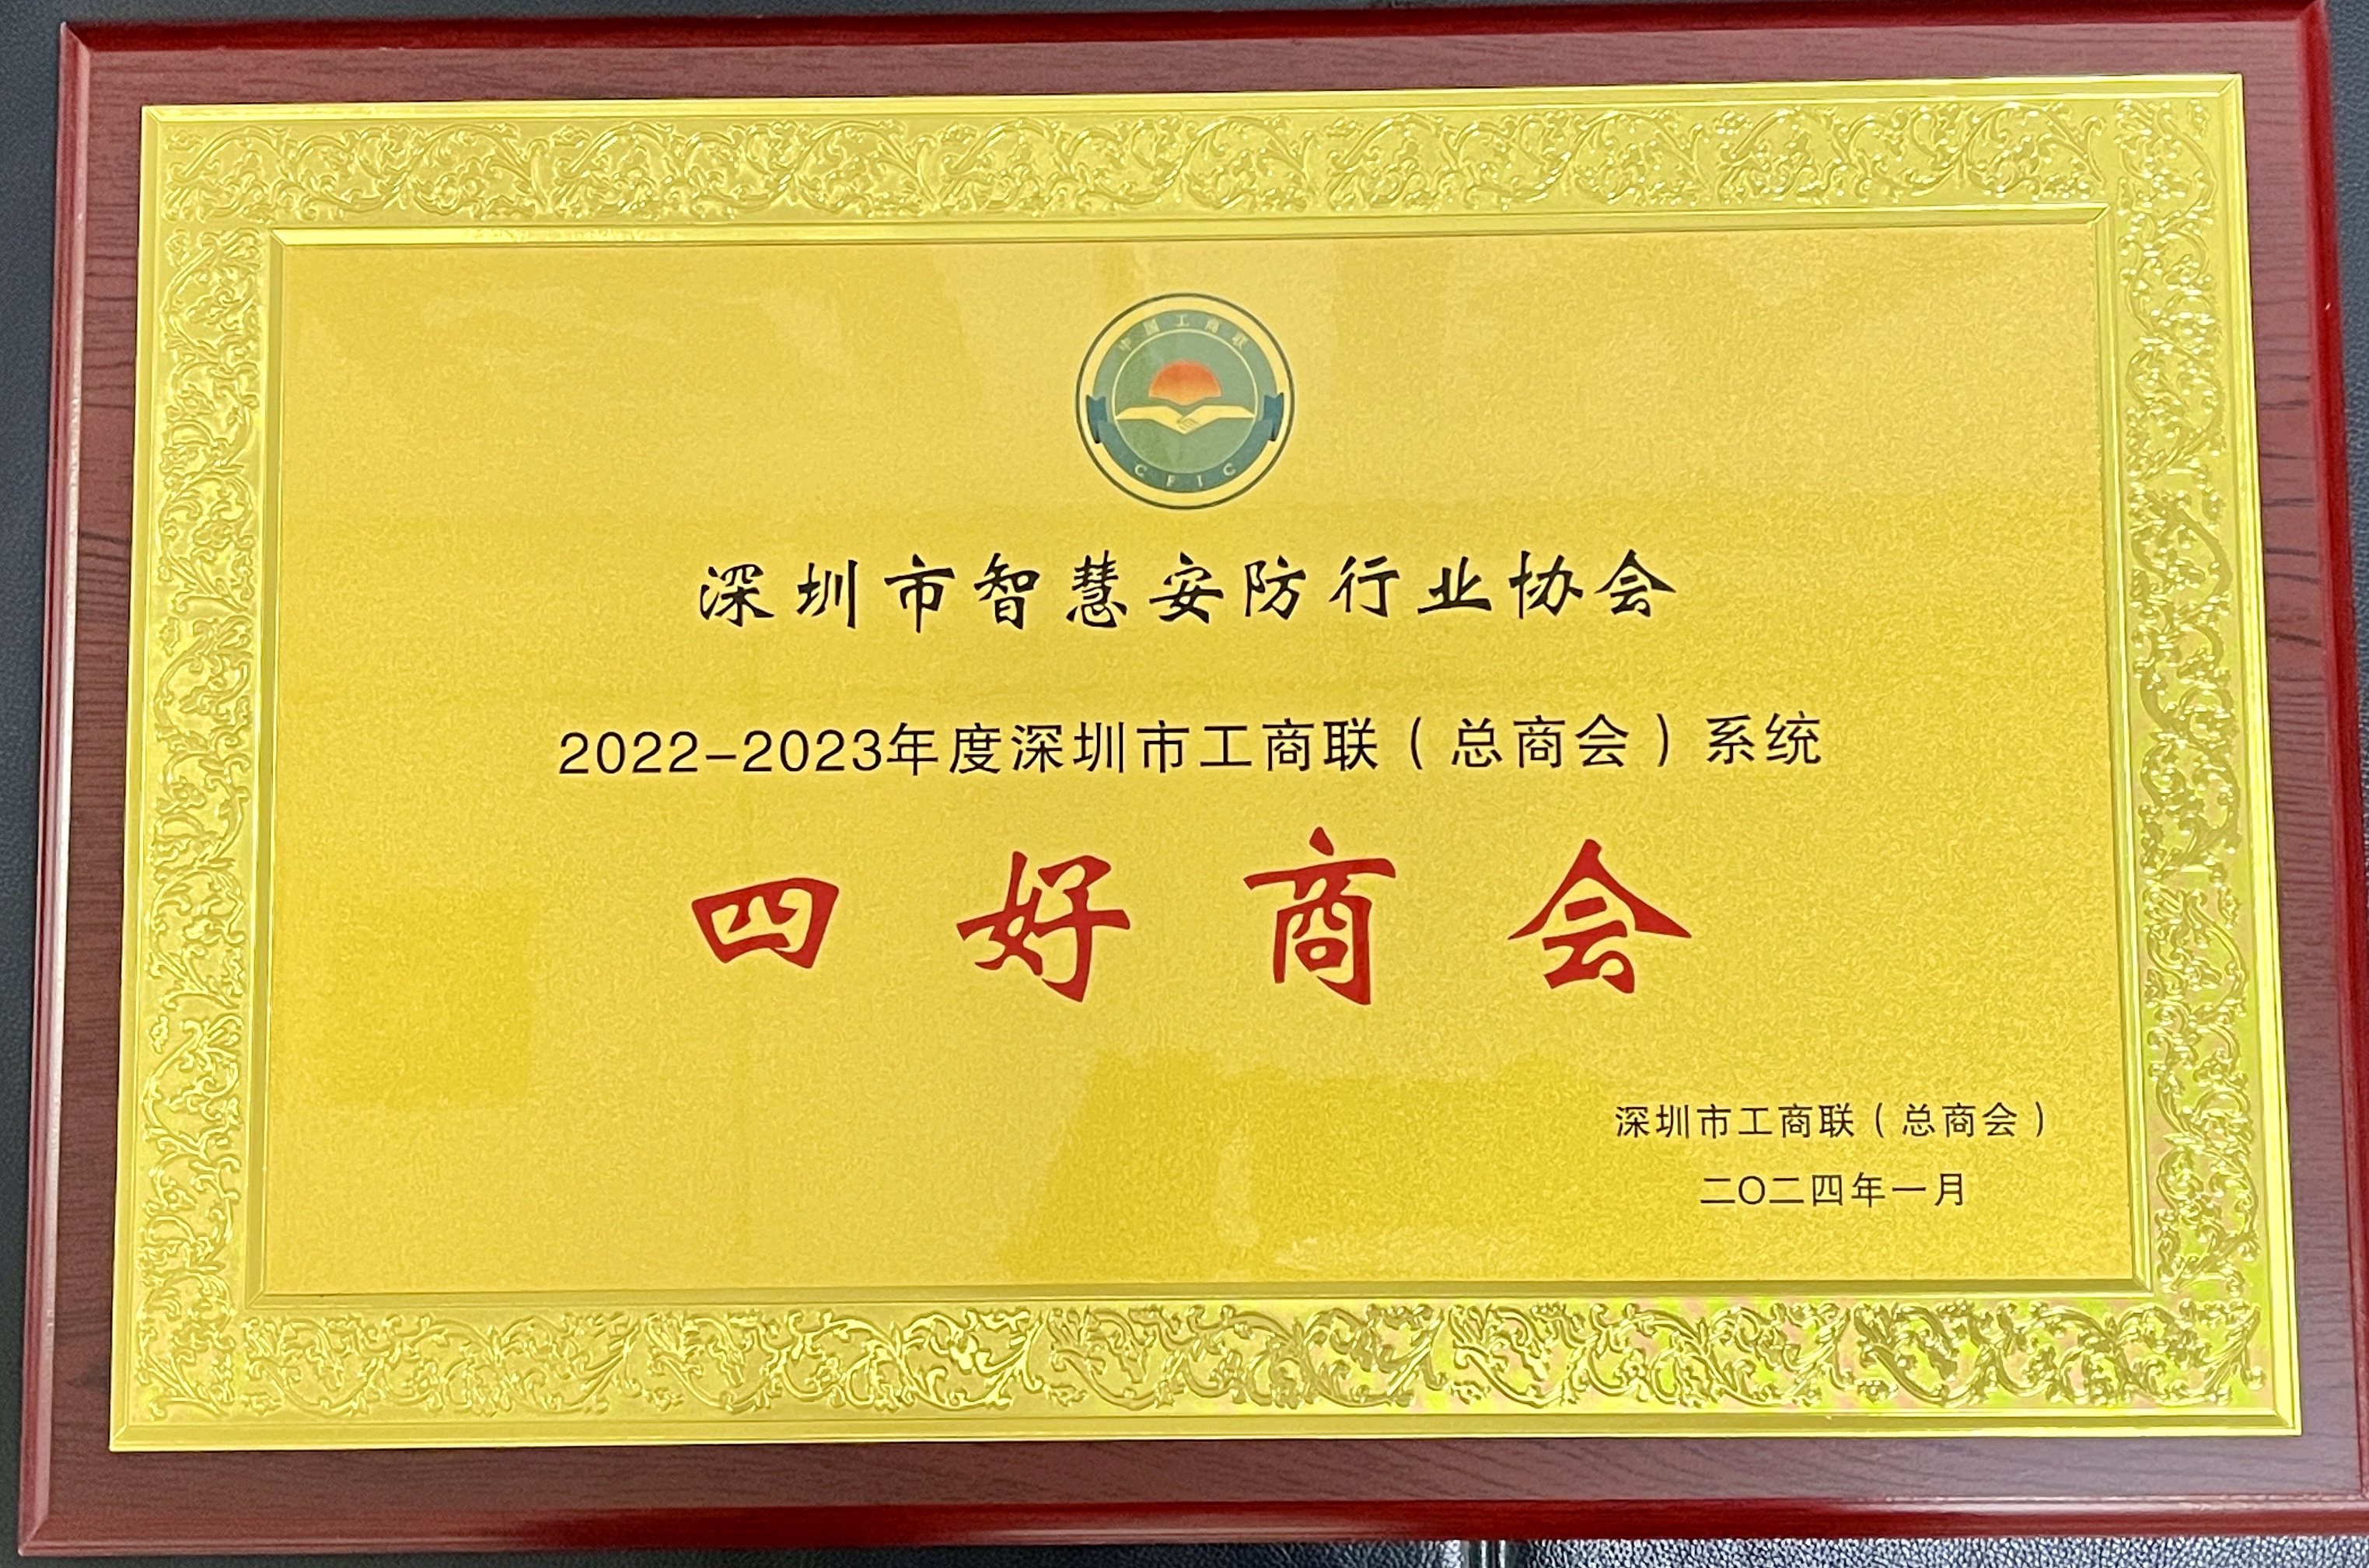 中国工商联
CFIC
深圳市智慧安防行业协会
2022-2023年度深圳市工商联（总商会）系统
四好商会
深圳市工商联（总商会）
二〇二四年一月